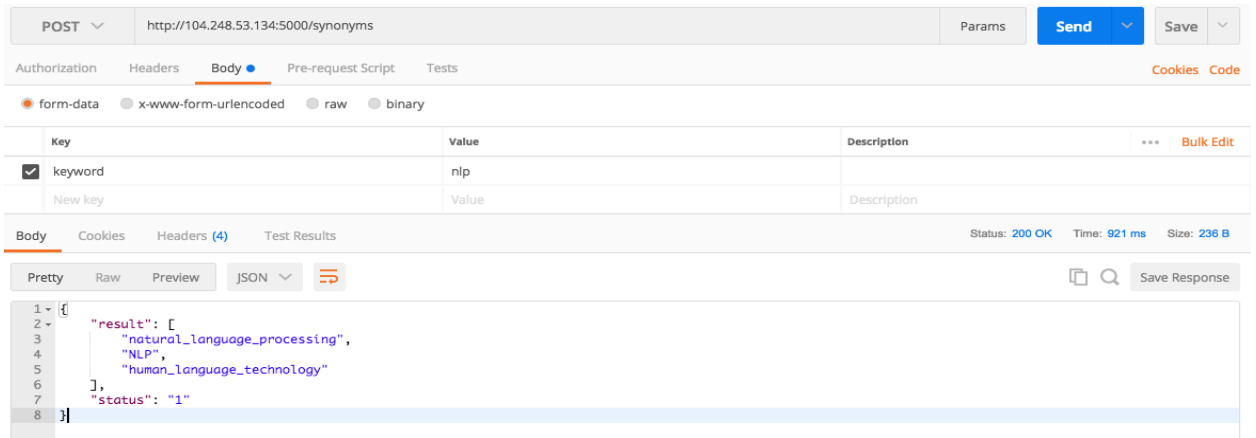 POST http://104.248.53.134:5000/synonyms Params Send Save
Authorization Headers Body Pre-request Script Tests Cookies Code
form-data x-www-form-urlencoded raw binary
Key Value Description Bulk Edit
keyword nlp
New key Value Description
Body Cookies Headers (4) Test Results Status: 200 OK Time: 921 ms Size: 236 B
Pretty Raw Preview JSON Save Response
1 {
2 "result": [
3 "natural_language_processing",
4 "NLP",
5 "human_language_technology"
6 ],
7 "status": "1"
8 }